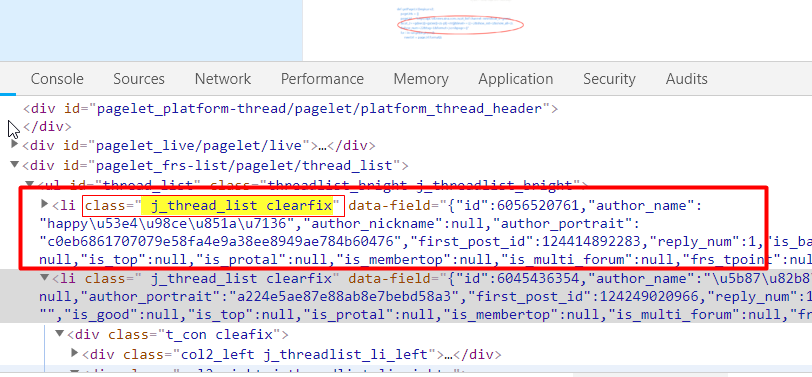 Console Sources Network Performance Memory Application Security Audits
<div id="pagelet_platform-thread/pagelet/platform_thread_header">
</div>
<div id="pagelet_live/pagelet/live">…</div>
<div id="pagelet_frs-list/pagelet/thread_list">
<ul id="thread_list" class="threadlist_bright j_threadlist_bright">
<li class=" j_thread_list clearfix" data-field="{"id":6056520761,"author_name":
"happy\u53e4\u98ce\u851a\u7136","author_nickname":null,"author_portrait":
"c0eb6861707079e58fa4e9a38ee8949ae784b60476","first_post_id":124414892283,"reply_num":1,"is_ba
null,"is_top":null,"is_protal":null,"is_membertop":null,"is_multi_forum":null,"frs_tpoint":nu
<li class=" j_thread_list clearfix" data-field="{"id":6045436354,"author_name":"\u5b87\u82b8
null,"author_portrait":"a224e5ae87e88ab8e7bebd58a3","first_post_id":124249020966,"reply_num":1
"","is_good":null,"is_top":null,"is_protal":null,"is_membertop":null,"is_multi_forum":null,"fr
<div class="t_con cleafix">
<div class="col2_left j_threadlist_li_left">…</div>